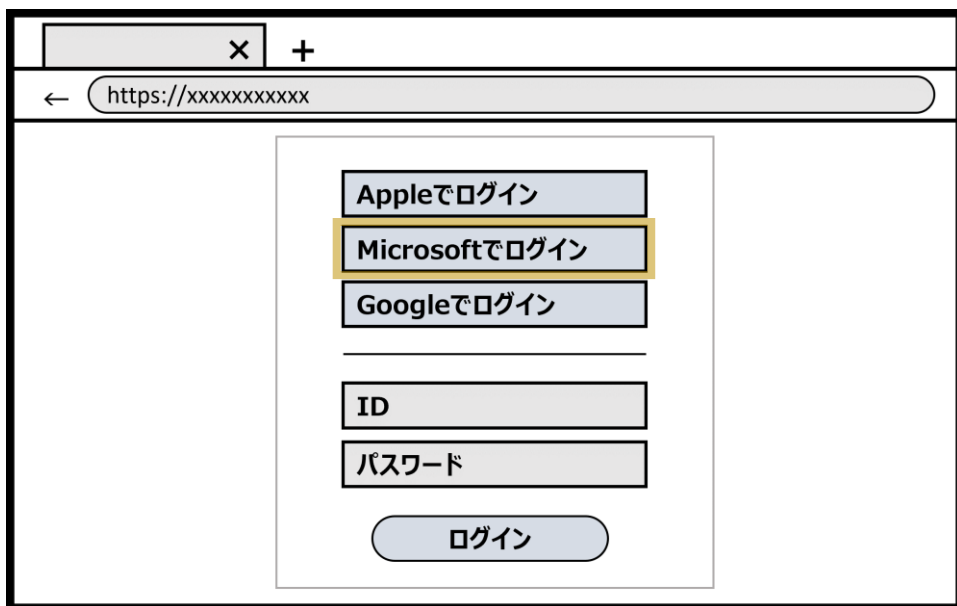 × +
← https://xxxxxxxxxxx
Appleでログイン
Microsoftでログイン
Googleでログイン
ID
パスワード
ログイン